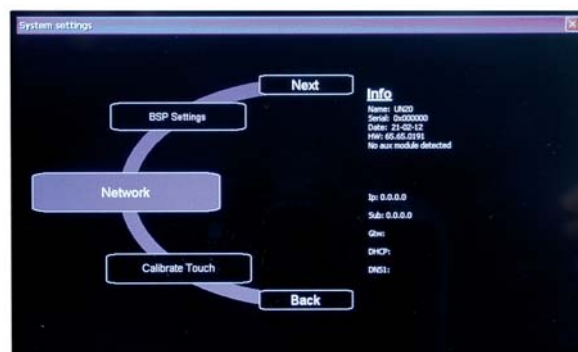 System settings
Next
BSP Settings
Network
Calibrate Touch
Back
Info
Name: UN20
Serial: 0x000000
Date: 21-02-12
HW: 65.65.0191
No aux module detected
Ip: 0.0.0.0
Sub: 0.0.0.0
Gtw:
DHCP:
DNS1: